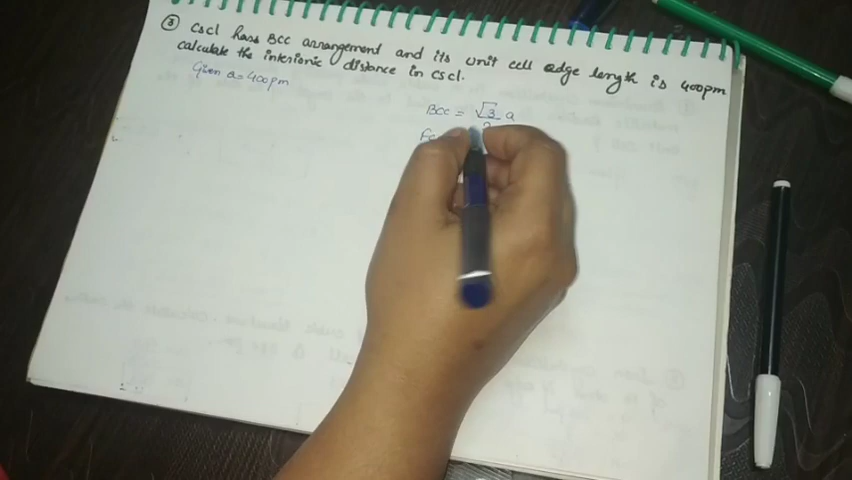 ③ CsCl hass BCC arrangement and its unit cell edge length is 400pm
calculate the interionic distance in CsCl.
Given a = 400pm
BCC = √3 a